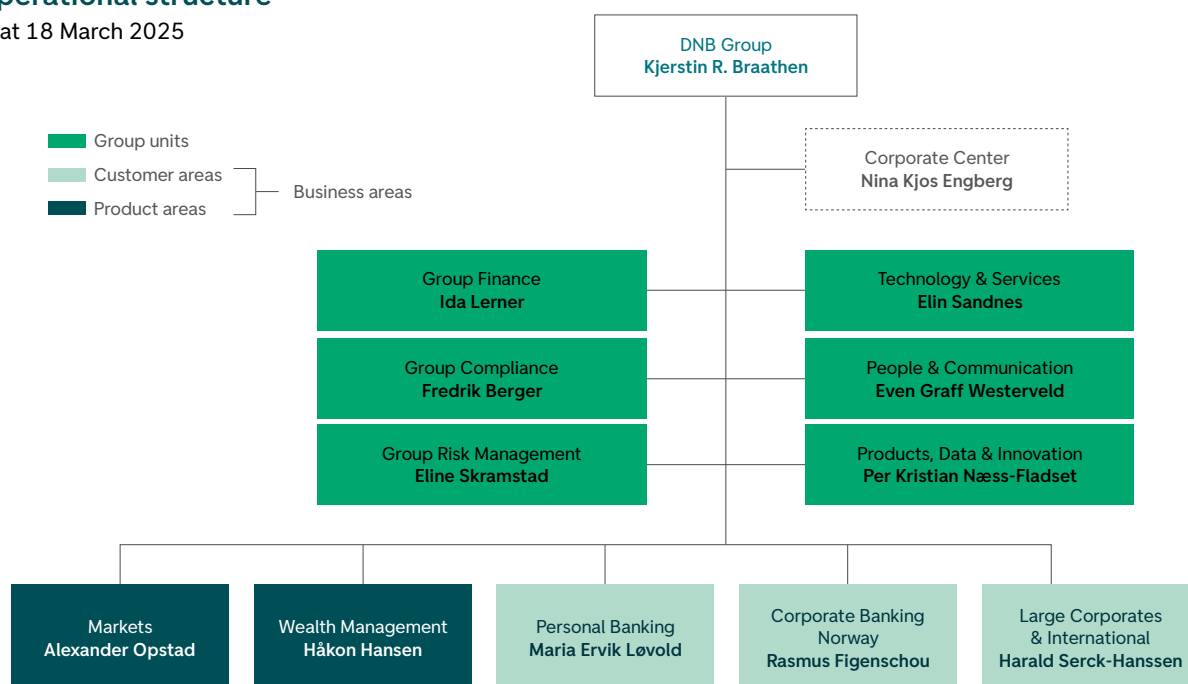 perational structure
at 18 March 2025
DNB Group
Kjerstin R. Braathen
Group units
Customer areas
Product areas
Business areas
Corporate Center
Nina Kjos Engberg
Group Finance
Ida Lerner
Technology & Services
Elin Sandnes
Group Compliance
Fredrik Berger
People & Communication
Even Graff Westerveld
Group Risk Management
Eline Skramstad
Products, Data & Innovation
Per Kristian Næss-Fladset
Markets
Alexander Opstad
Wealth Management
Håkon Hansen
Personal Banking
Maria Ervik Løvold
Corporate Banking
Norway
Rasmus Figenschou
Large Corporates
& International
Harald Serck-Hanssen